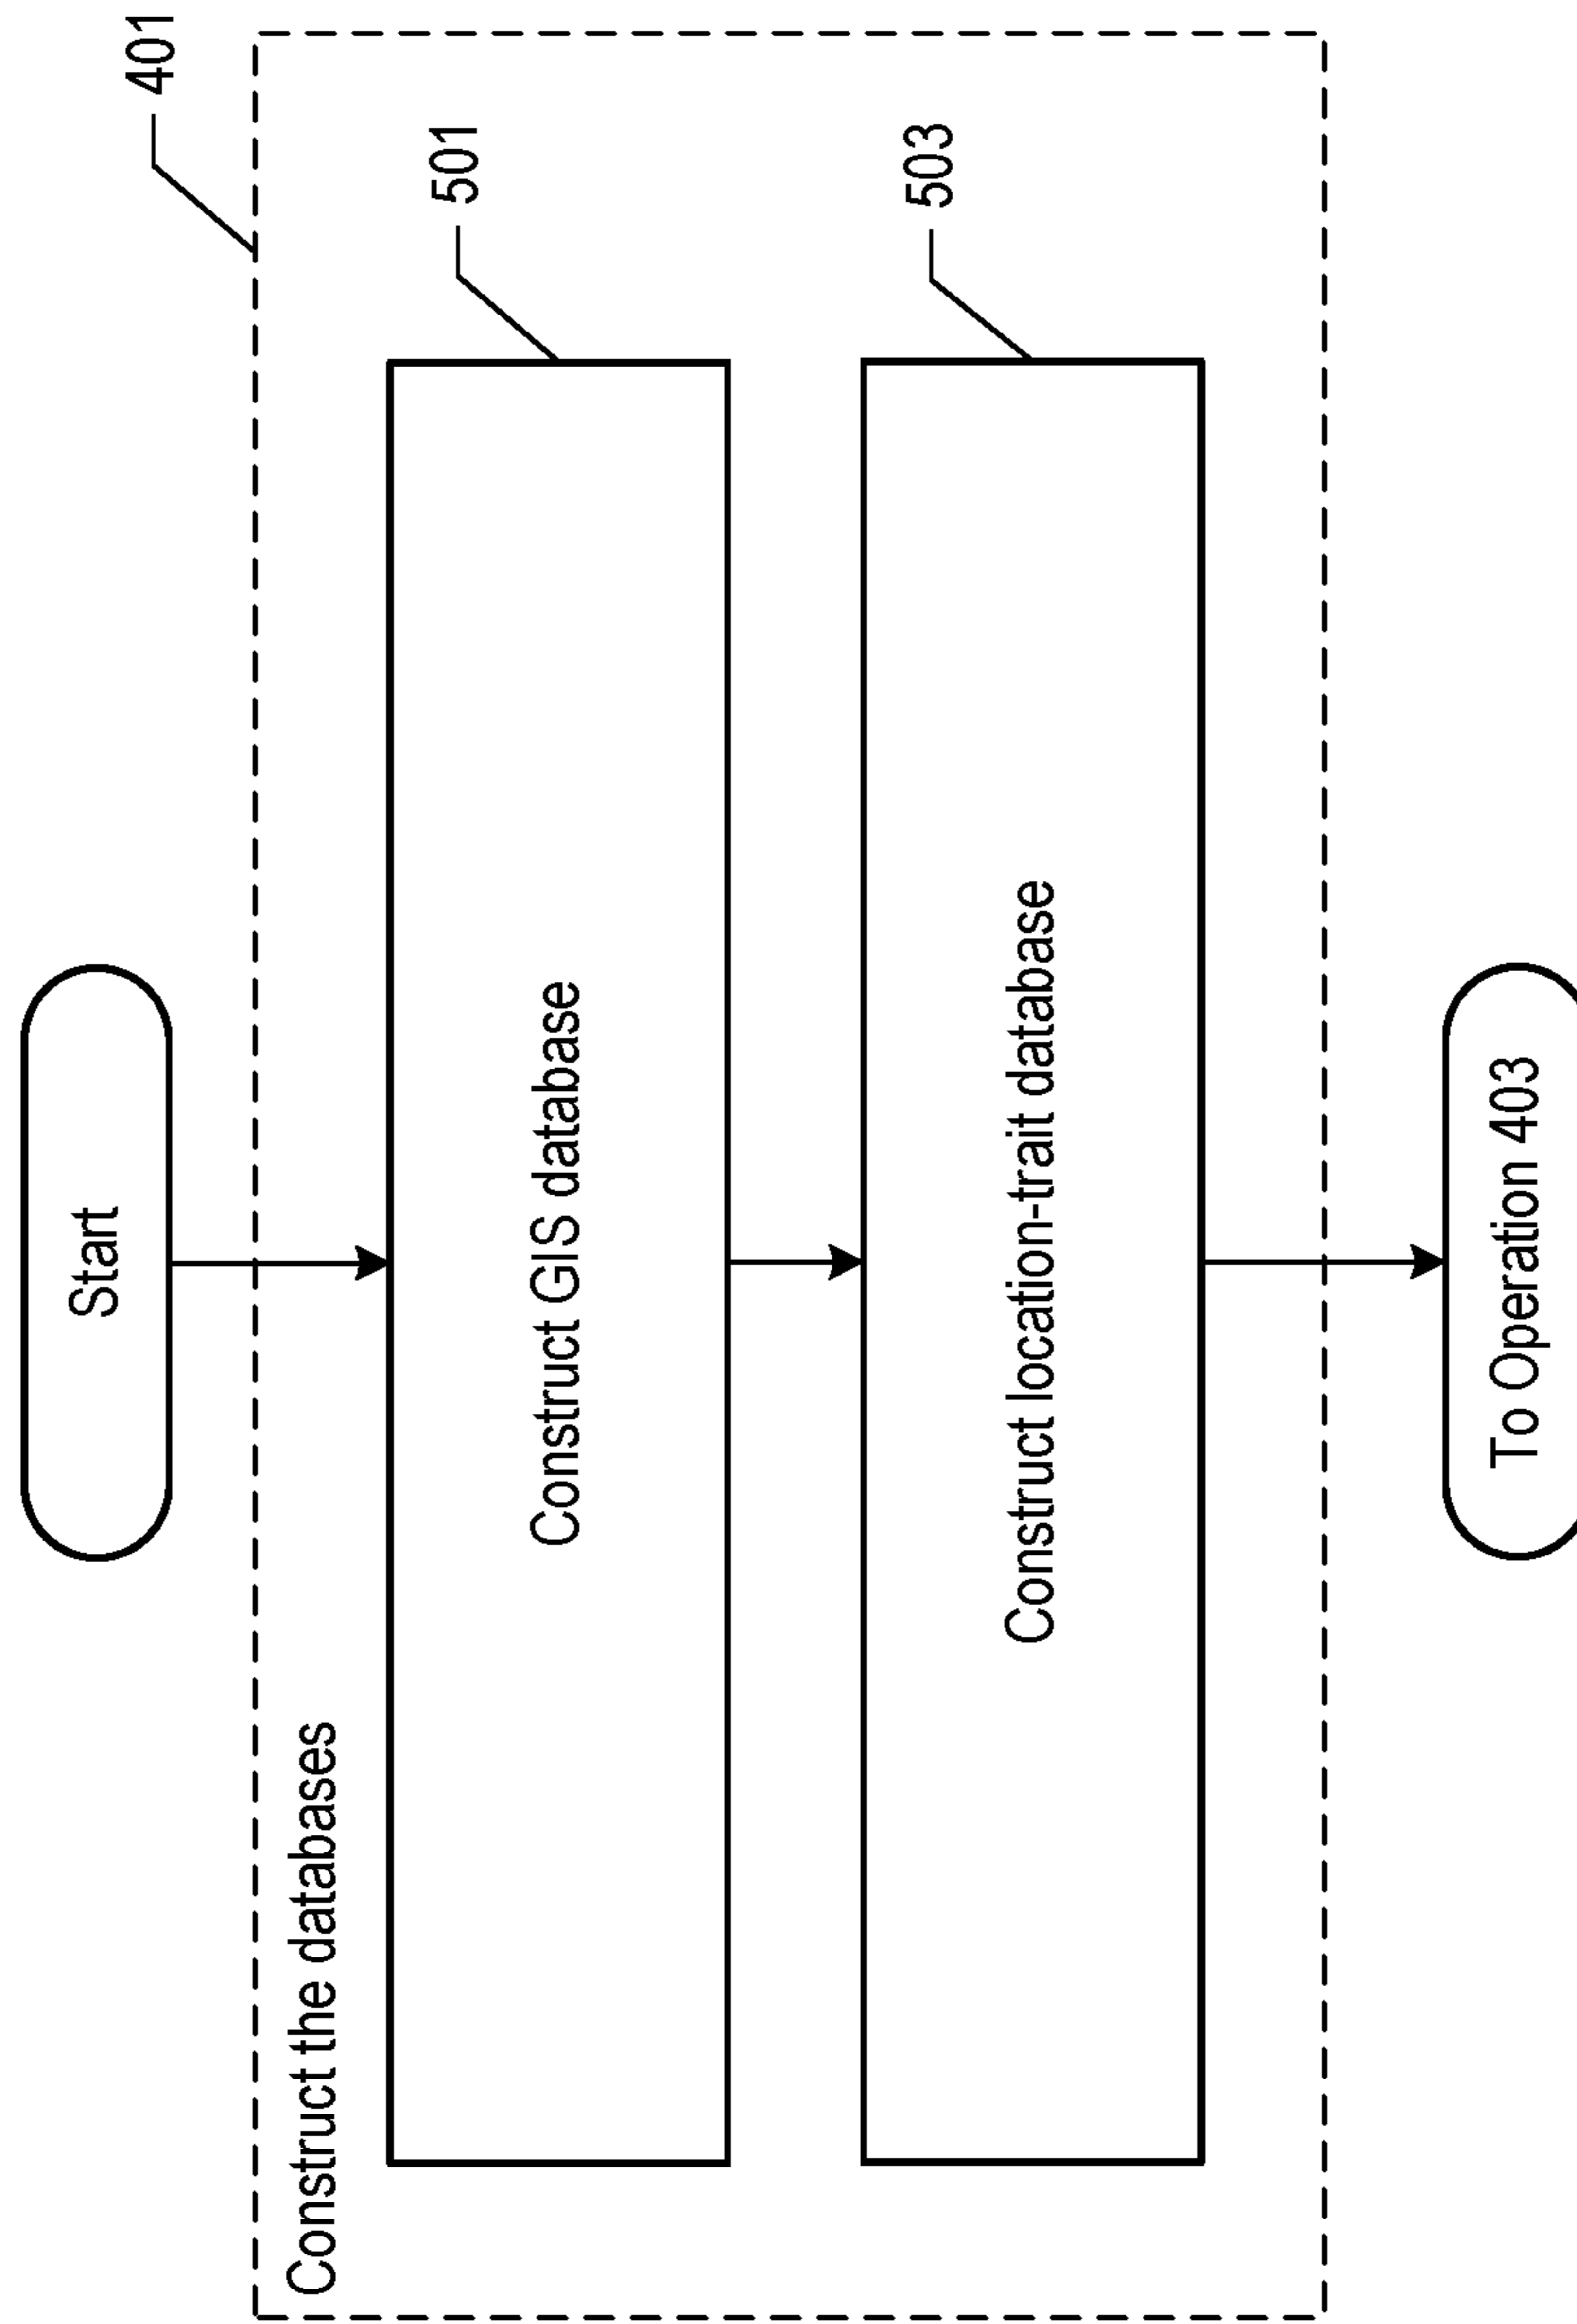 Start
401
Construct the databases
501
Construct GIS database
503
Construct location-trait database
To Operation 403